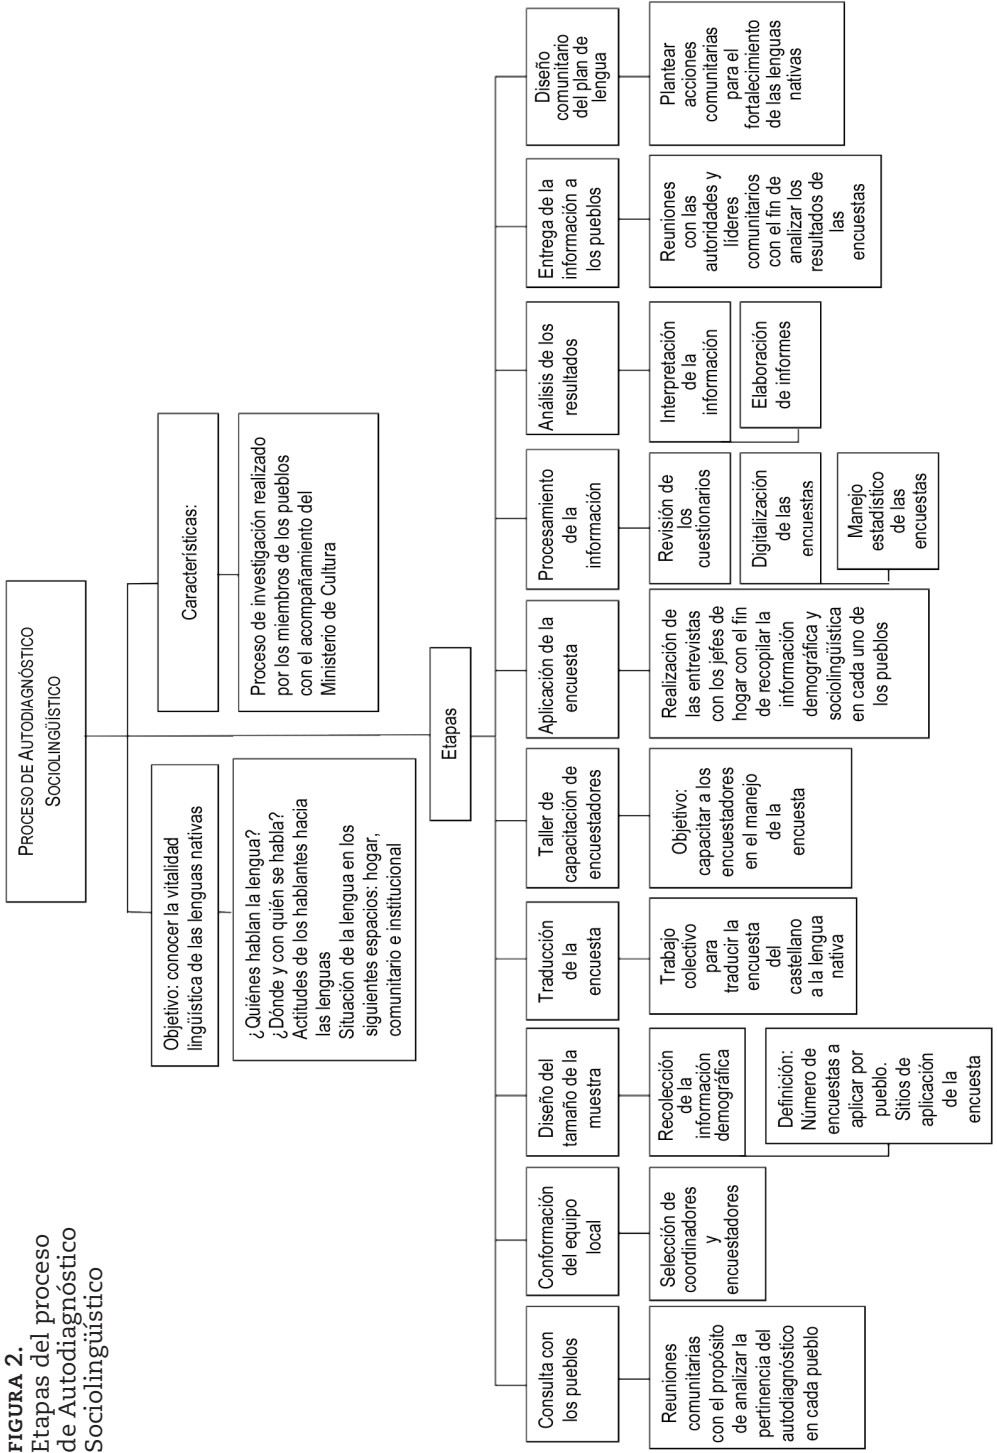 FIGURA 2.
Etapas del proceso
de Autodiagnóstico
Sociolingüístico
PROCESO DE AUTODIAGNÓSTICO
SOCIOLINGÜÍSTICO
Objetivo: conocer la vitalidad
lingüística de las lenguas nativas
¿Quiénes hablan la lengua?
¿Dónde y con quién se habla?
Actitudes de los hablantes hacia
las lenguas
Situación de la lengua en los
siguientes espacios: hogar,
comunitario e institucional
Características:
Proceso de investigación realizado
por los miembros de los pueblos
con el acompañamiento del
Ministerio de Cultura
Etapas
Consulta con
los pueblos
Reuniones
comunitarias
con el propósito
de analizar la
pertinencia del
autodiagnóstico
en cada pueblo
Conformación
del equipo
local
Selección de
coordinadores
y
encuestadores
Diseño del
tamaño de la
muestra
Recolección
de la
información
demográfica
Definición:
Número de
encuestas a
aplicar por
pueblo.
Sitios de
aplicación
de la
encuesta
Traducción
de la
encuesta
Trabajo
colectivo
para
traducir la
encuesta
del
castellano
a la lengua
nativa
Taller de
capacitación de
encuestadores
Objetivo:
capacitar a los
encuestadores
en el manejo
de la
encuesta
Aplicación de la
encuesta
Realización de
las entrevistas
con los jefes de
hogar con el fin
de recopilar la
información
demográfica y
sociolingüística
en cada uno de
los pueblos
Procesamiento
de la
información
Revisión de
los
cuestionarios
Digitalización
de las
encuestas
Manejo
estadístico
de las
encuestas
Análisis de los
resultados
Interpretación
de la
información
Elaboración
de informes
Entrega de la
información a
los pueblos
Reuniones
con las
autoridades y
líderes
comunitarios
con el fin de
analizar los
resultados de
las
encuestas
Diseño
comunitario
del plan de
lengua
Plantear
acciones
comunitarias
para el
fortalecimiento
de las lenguas
nativas